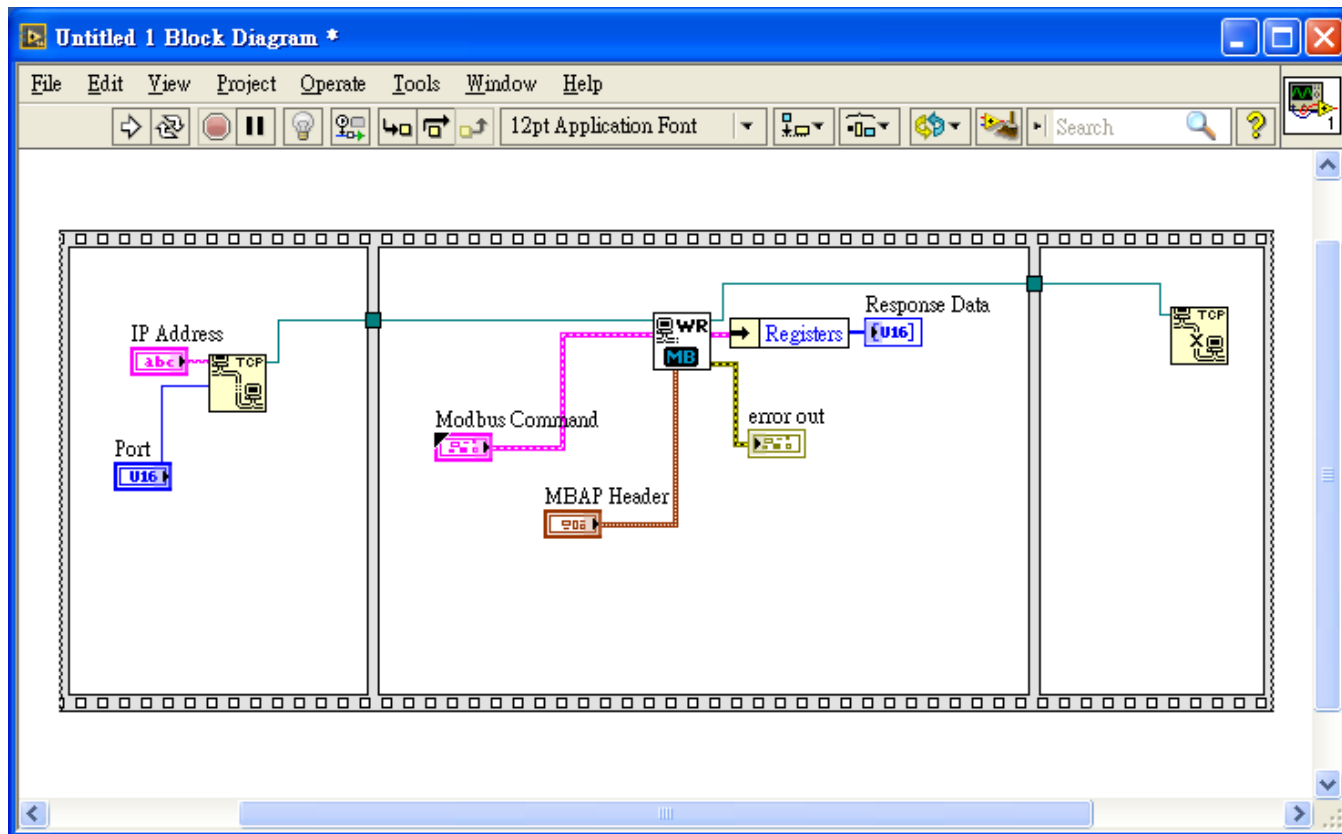 Untitled 1 Block Diagram *
File Edit View Project Operate Tools Window Help
12pt Application Font
Search
?
1
IP Address
abc
TCP
Port
U16
WR
MB
Registers
Response Data
[U16]
Modbus Command
error out
MBAP Header
TCP
X